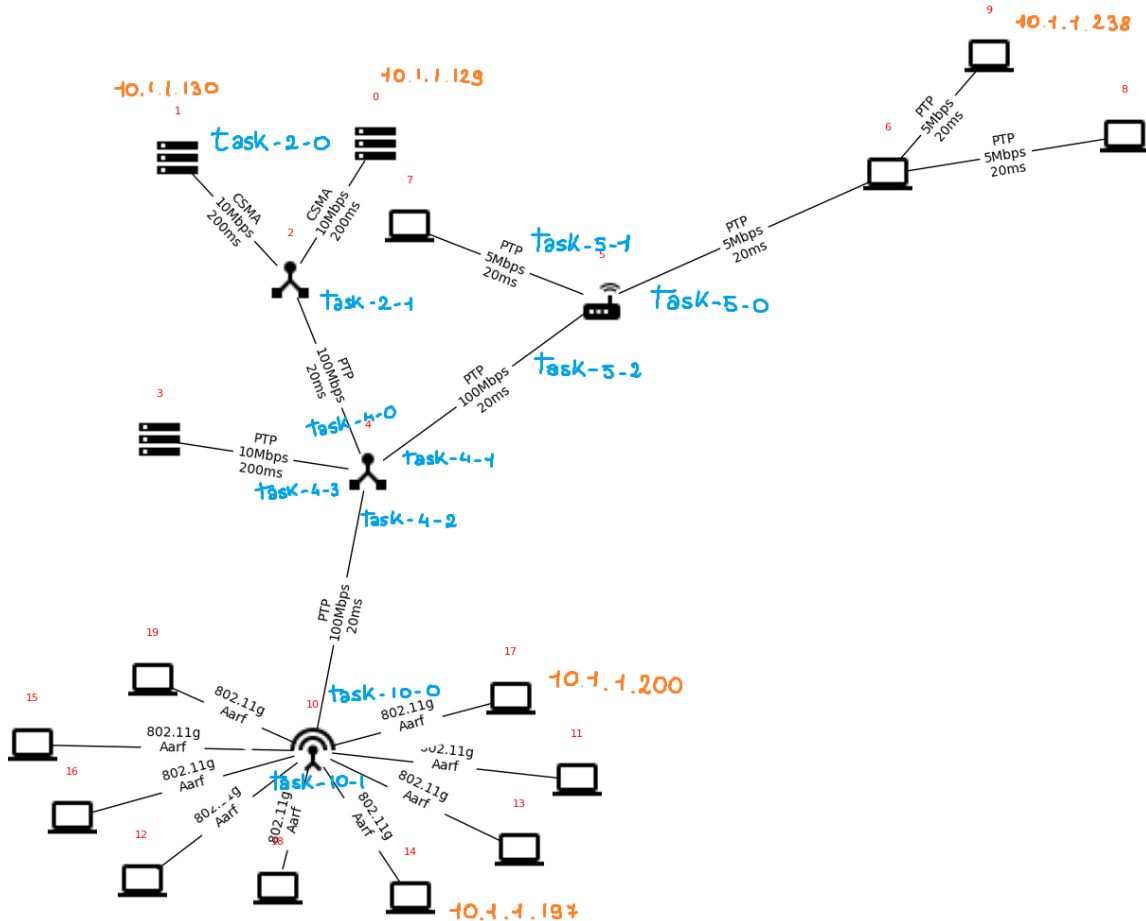 9
10.1.1.238
10.1.1.130
10.1.1.129
1
0
8
task-2-0
6
PTP
5Mbps
20ms
PTP
5Mbps
20ms
7
CSMA
10Mbps
200ms
CSMA
10Mbps
200ms
2
PTP
5Mbps
20ms
task-5-1
5
PTP
5Mbps
20ms
task-2-1
task-5-0
PTP
100Mbps
20ms
PTP
100Mbps
20ms
task-5-2
3
task-4-0
4
PTP
10Mbps
200ms
task-4-1
task-4-3
task-4-2
PTP
100Mbps
20ms
19
17
10.1.1.200
task-10-0
15
10
802.11g
Aarf
802.11g
Aarf
11
802.11g
Aarf
802.11g
Aarf
16
802.11g
Aarf
task-10-1
802.11g
Aarf
13
802.11g
Aarf
802.11g
Aarf
802.11g
Aarf
12
18
14
10.1.1.197